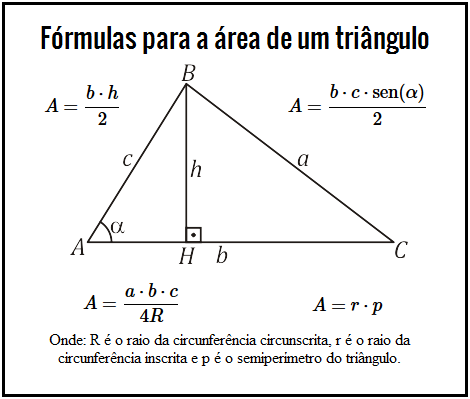 Fórmulas para a área de um triângulo
A = b · h / 2
A = b · c · sen(α) / 2
B
c
h
a
α
A
H
b
C
A = a · b · c / 4R
A = r · p
Onde: R é o raio da circunferência circunscrita, r é o raio da
circunferência inscrita e p é o semiperimetro do triângulo.